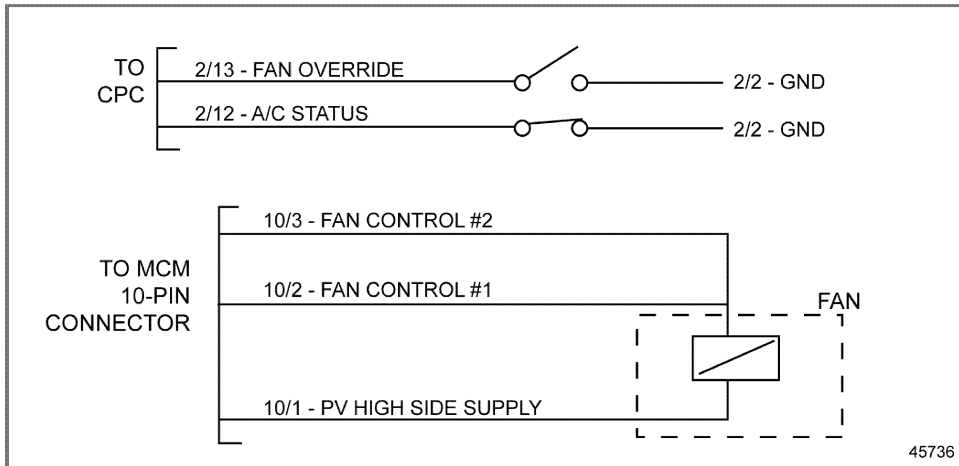 TO
CPC
2/13 - FAN OVERRIDE
2/2 - GND
2/12 - A/C STATUS
2/2 - GND
TO MCM
10-PIN
CONNECTOR
10/3 - FAN CONTROL #2
10/2 - FAN CONTROL #1
FAN
10/1 - PV HIGH SIDE SUPPLY
45736